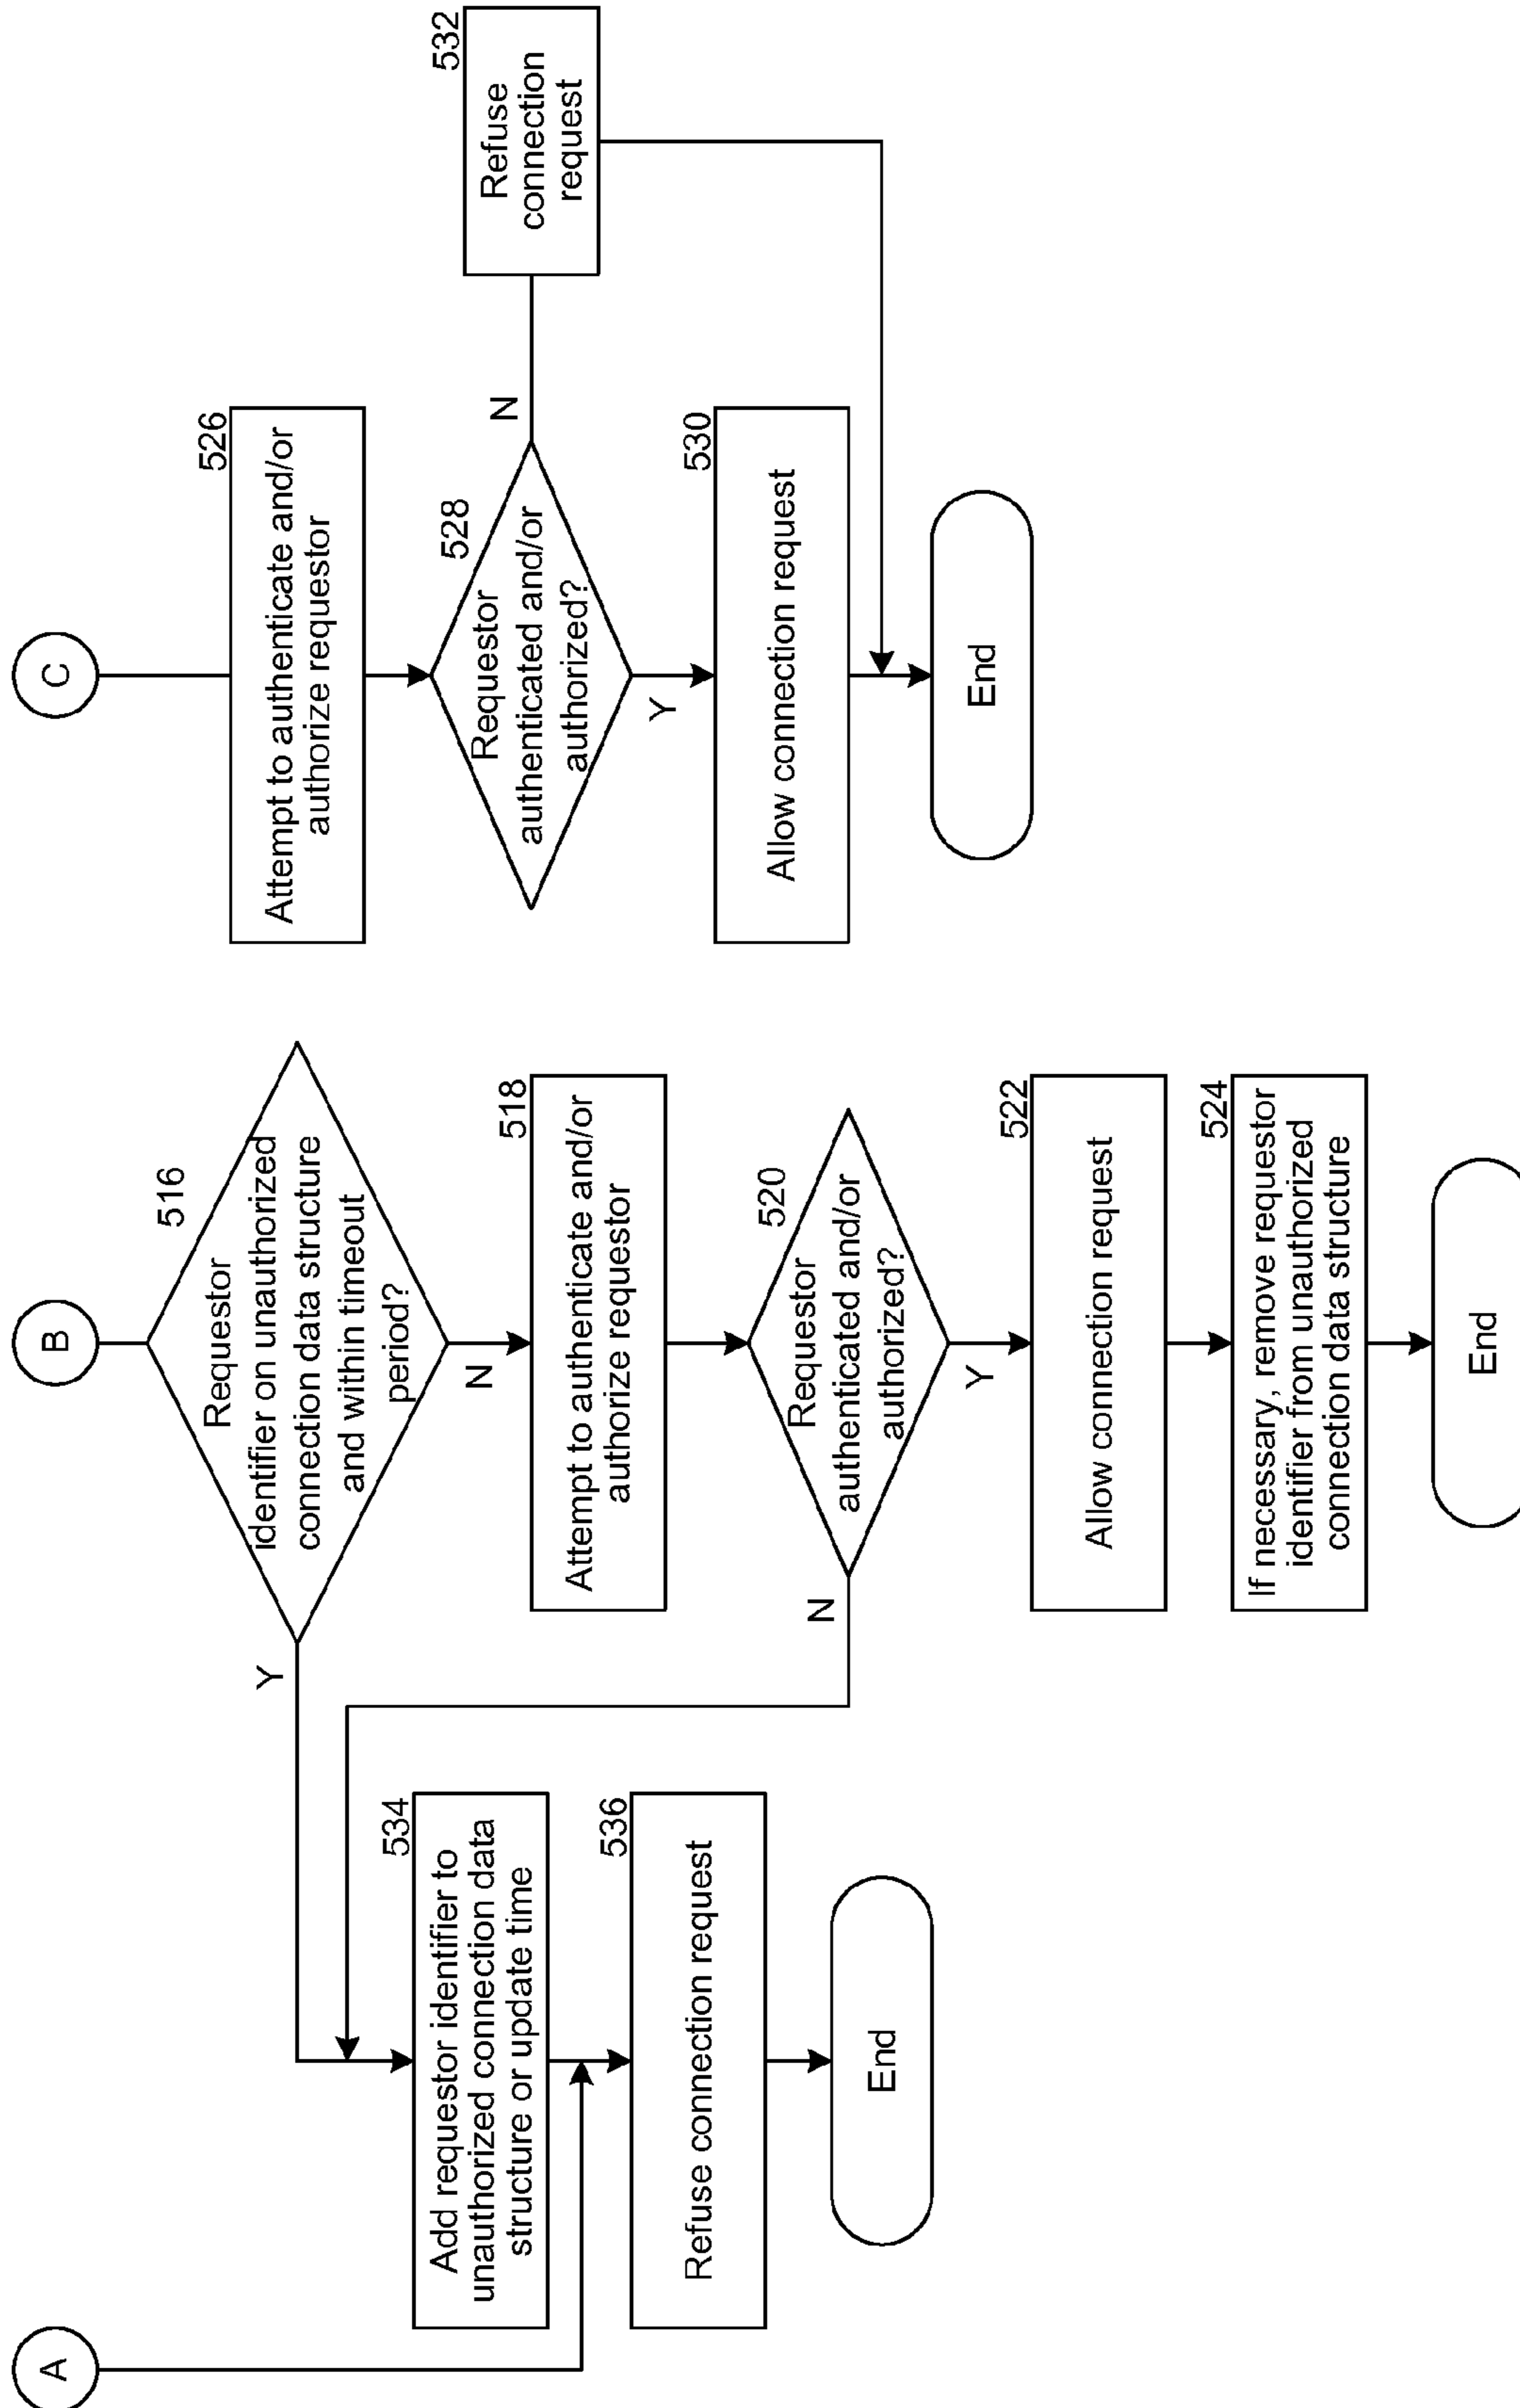 A
534
Add requestor identifier to
unauthorized connection data
structure or update time
536
Refuse connection request
End
B
516
Requestor
identifier on unauthorized
connection data structure
and within timeout
period?
Y
N
518
Attempt to authenticate and/or
authorize requestor
520
Requestor
authenticated and/or
authorized?
N
Y
522
Allow connection request
524
If necessary, remove requestor
identifier from unauthorized
connection data structure
End
C
526
Attempt to authenticate and/or
authorize requestor
528
Requestor
authenticated and/or
authorized?
N
Y
532
Refuse
connection
request
530
Allow connection request
End